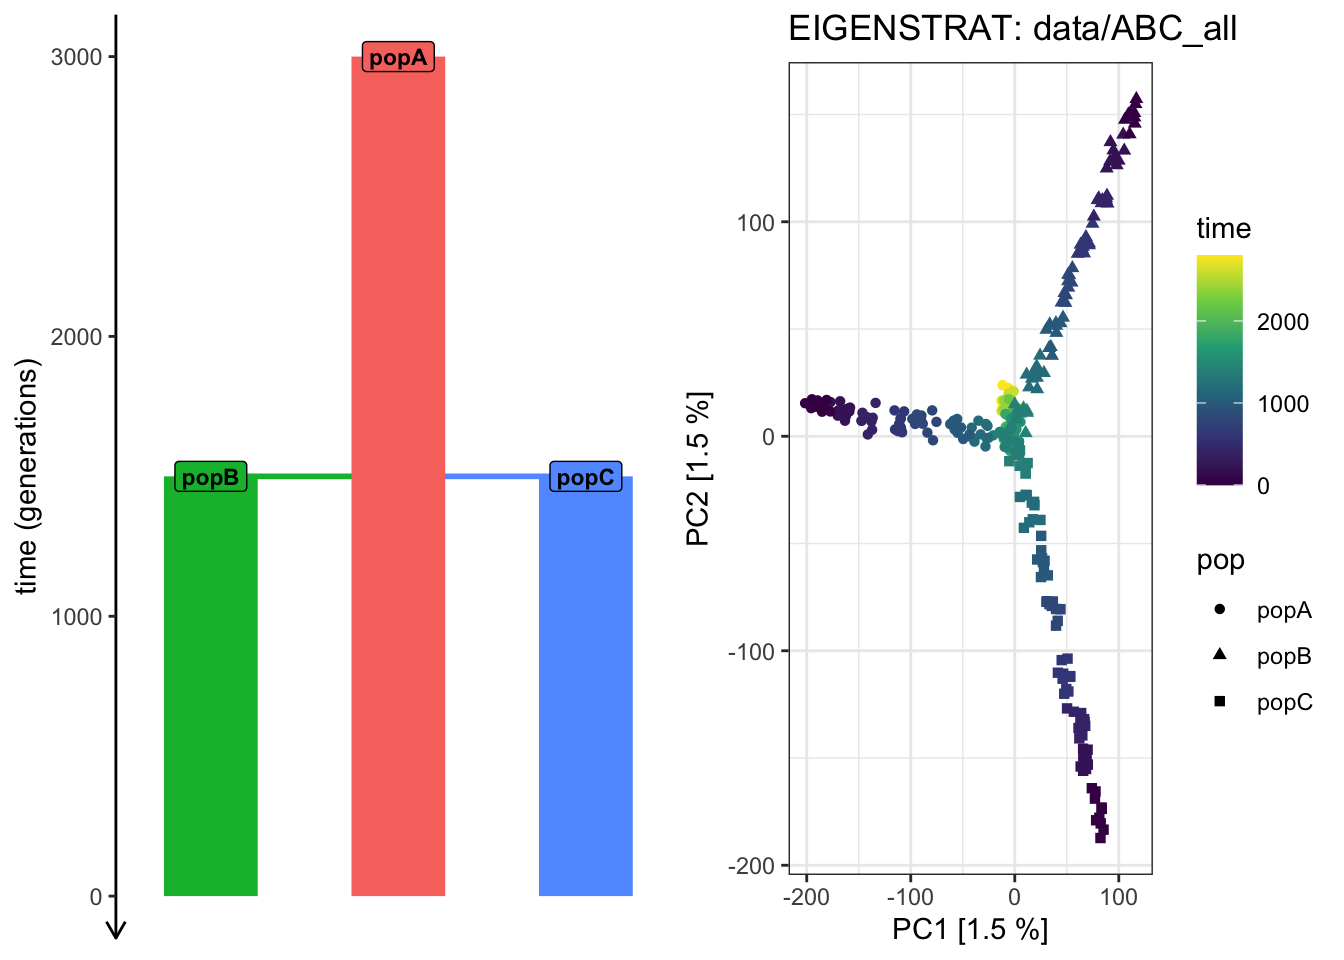 time (generations)
3000
2000
1000
0
popA
popB
popC
EIGENSTRAT: data/ABC_all
PC2 [1.5 %]
100
0
-100
-200
-200
-100
0
100
PC1 [1.5 %]
time
2000
1000
0
pop
popA
popB
popC